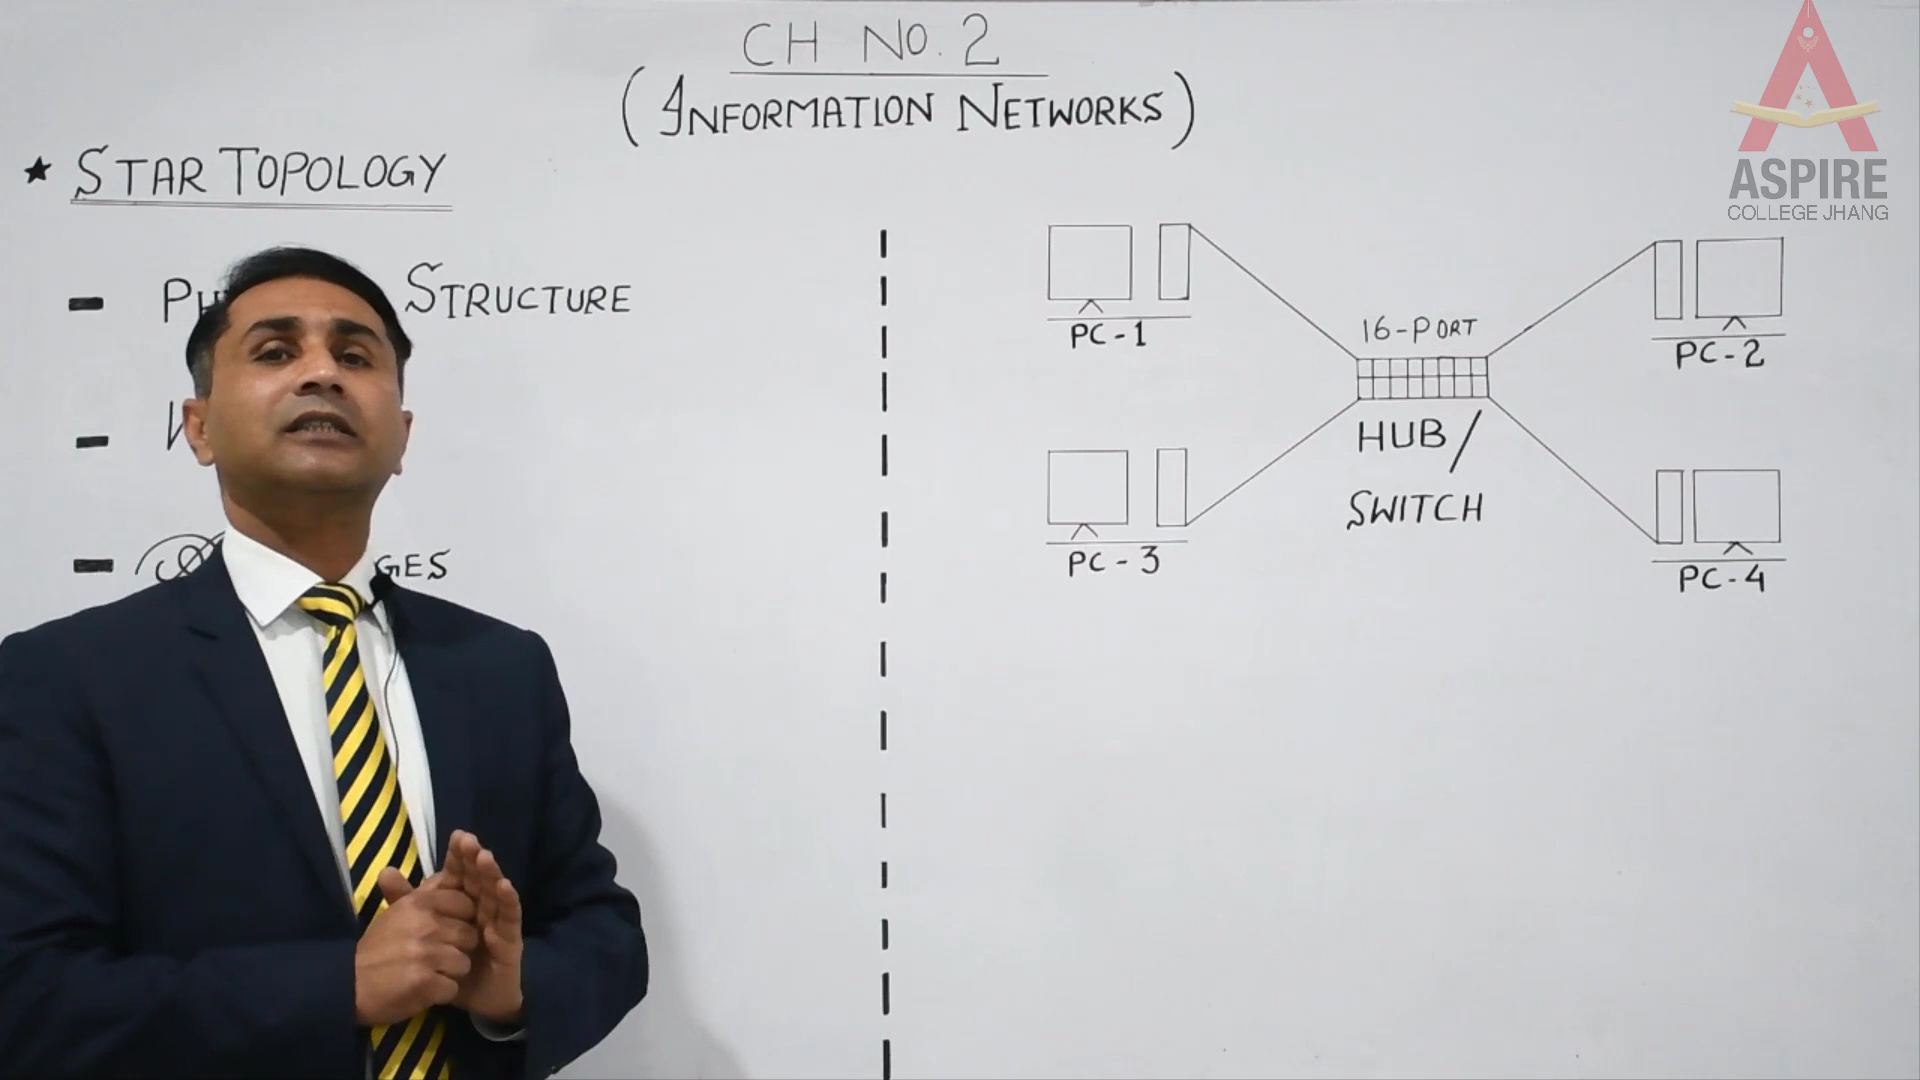 CH NO. 2
(INFORMATION NETWORKS)
★ STAR TOPOLOGY
- STRUCTURE
-
-
16-PORT
HUB/
SWITCH
PC-1
PC-2
PC-3
PC-4
ASPIRE
COLLEGE JHANG